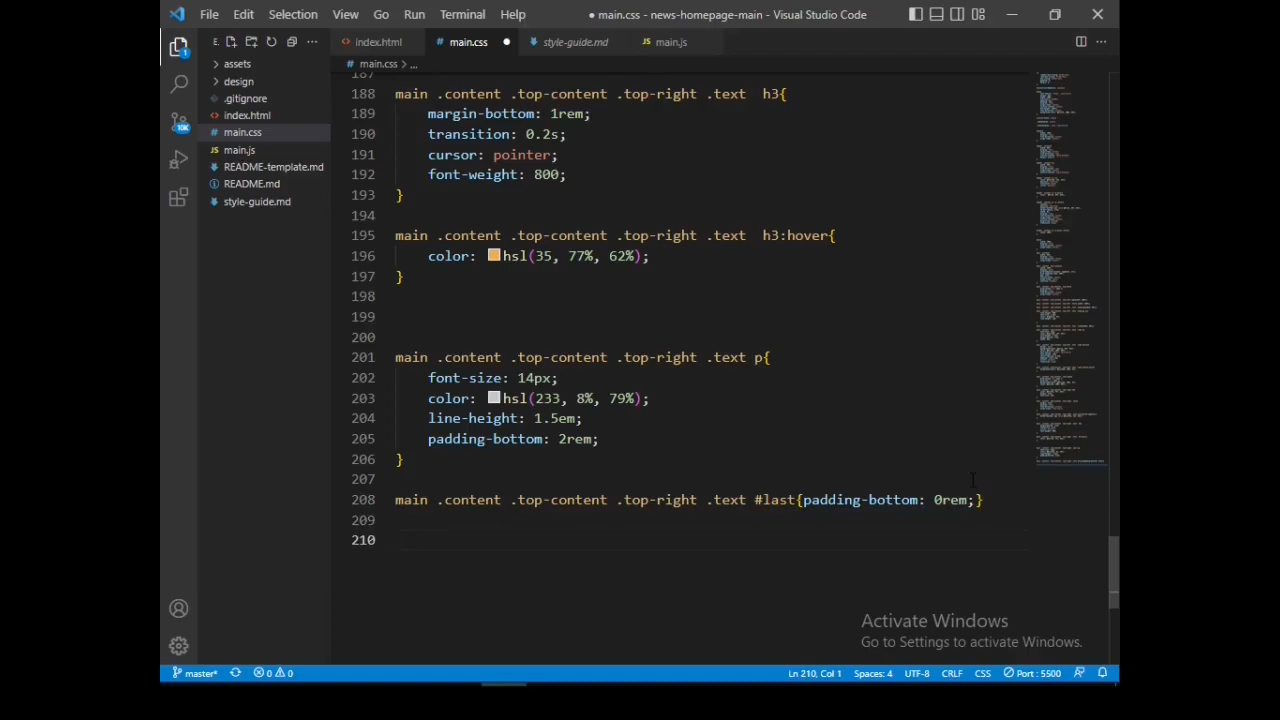 File Edit Selection View Go Run Terminal Help ● main.css - news-homepage-main - Visual Studio Code
E.
index.html main.css style-guide.md main.js
main.css > ...
assets
design
.gitignore
index.html
main.css
main.js
README-template.md
README.md
style-guide.md
1
10K
187
188 main .content .top-content .top-right .text  h3{
189 margin-bottom: 1rem;
190 transition: 0.2s;
191 cursor: pointer;
192 font-weight: 800;
193 }
194
195 main .content .top-content .top-right .text  h3:hover{
196 color: hsl(35, 77%, 62%);
197 }
198
199
200
201 main .content .top-content .top-right .text p{
202 font-size: 14px;
203 color: hsl(233, 8%, 79%);
204 line-height: 1.5em;
205 padding-bottom: 2rem;
206 }
207
208 main .content .top-content .top-right .text #last{padding-bottom: 0rem;}
209
210
Activate Windows
Go to Settings to activate Windows.
master* 0 0 Ln 210, Col 1 Spaces: 4 UTF-8 CRLF CSS Port : 5500